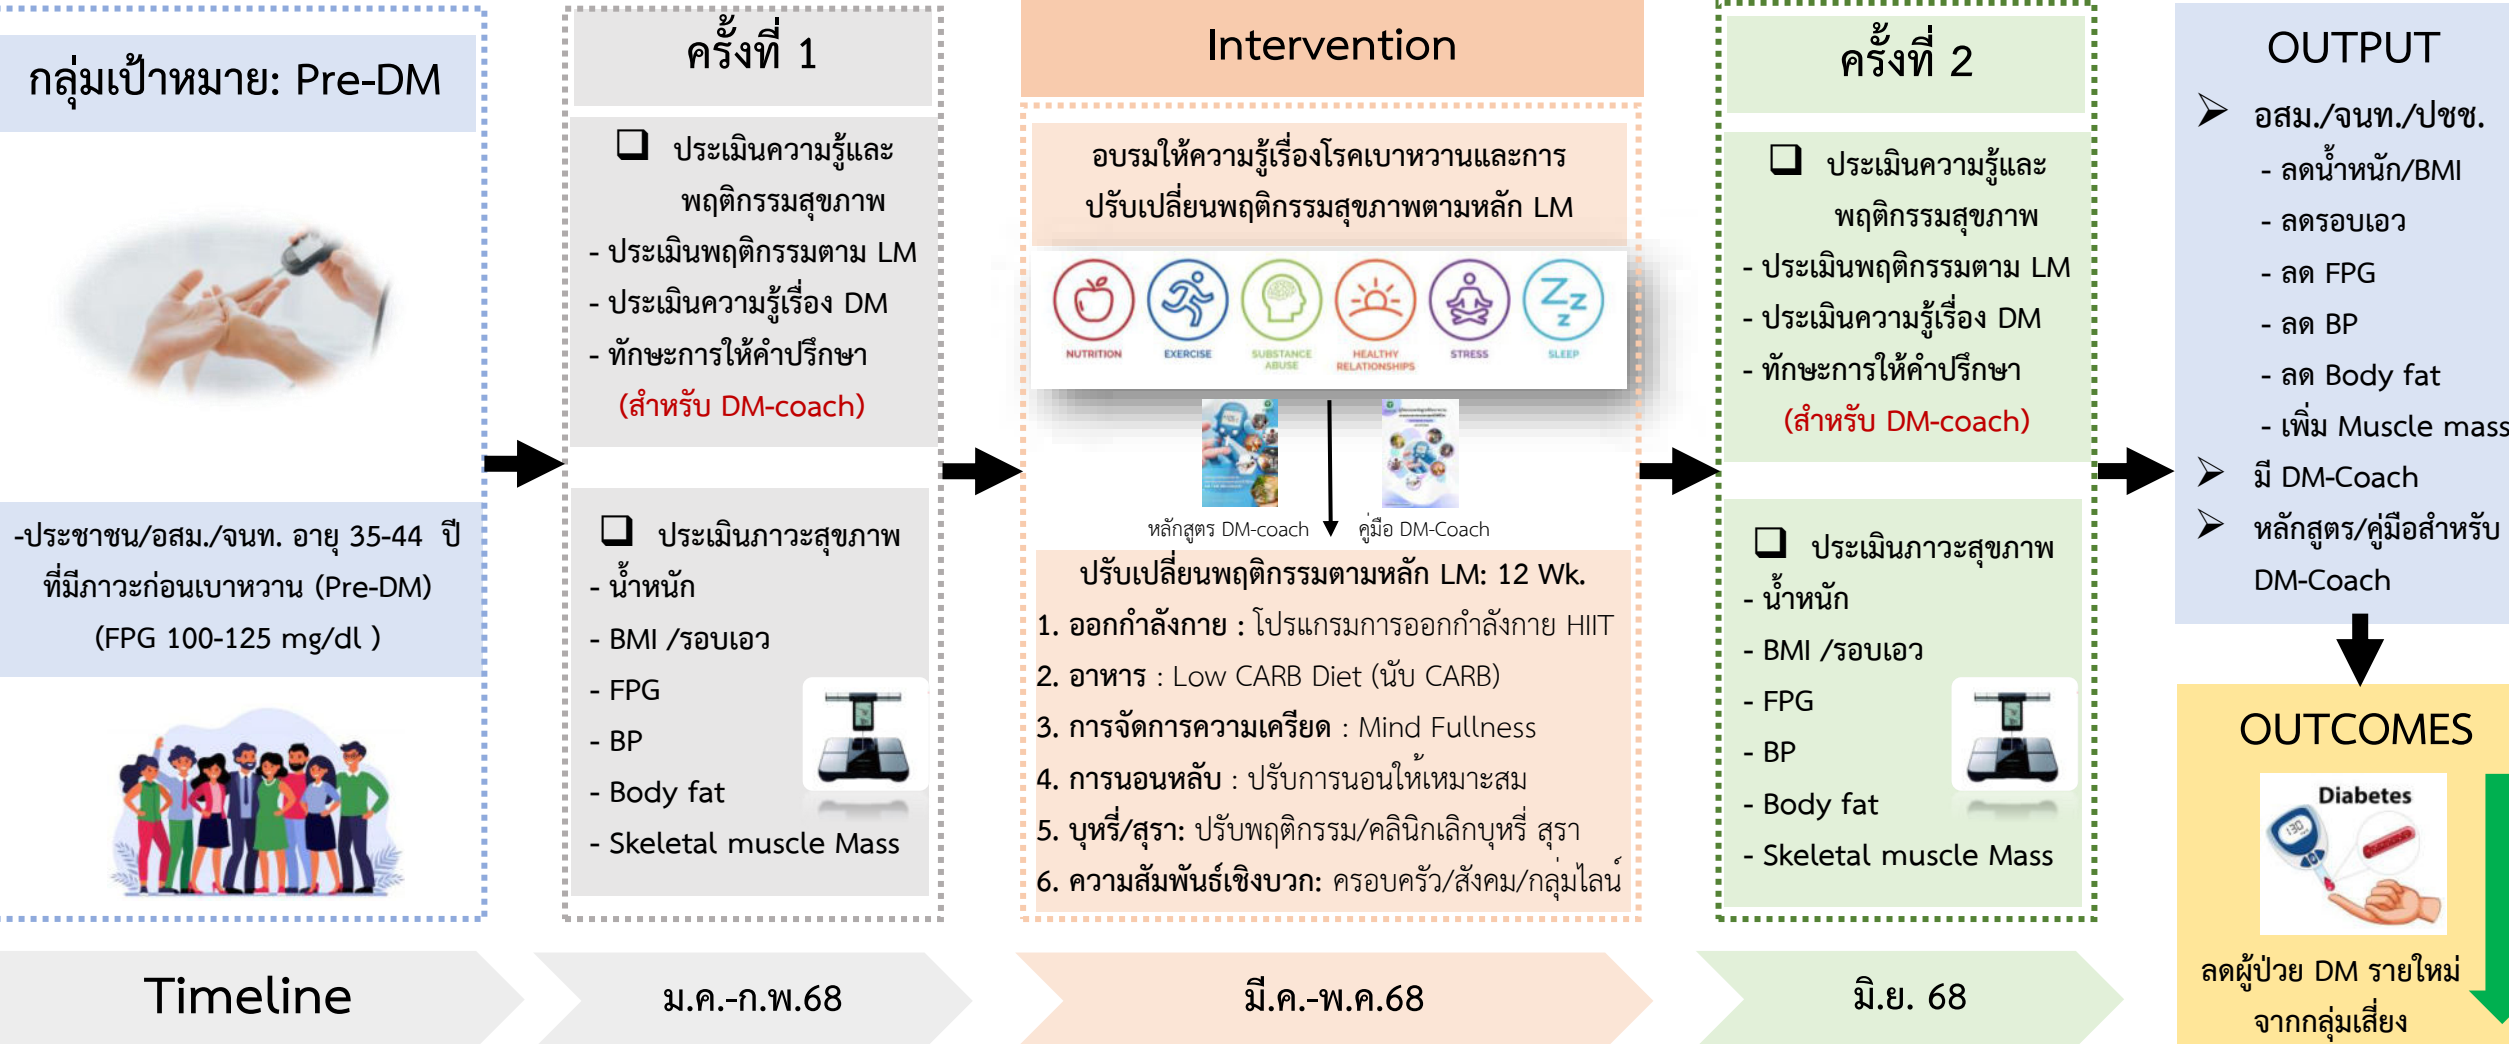 กลุ่มเป้าหมาย: Pre-DM
-ประชาชน/อสม./จนท. อายุ 35-44 ปี
ที่มีภาวะก่อนเบาหวาน (Pre-DM)
(FPG 100-125 mg/dl )
ครั้งที่ 1
❑ ประเมินความรู้และ
พฤติกรรมสุขภาพ
- ประเมินพฤติกรรมตาม LM
- ประเมินความรู้เรื่อง DM
- ทักษะการให้คำปรึกษา
(สำหรับ DM-coach)
❑ ประเมินภาวะสุขภาพ
- น้ำหนัก
- BMI /รอบเอว
- FPG
- BP
- Body fat
- Skeletal muscle Mass
Intervention
อบรมให้ความรู้เรื่องโรคเบาหวานและการ
ปรับเปลี่ยนพฤติกรรมสุขภาพตามหลัก LM
NUTRITION
EXERCISE
SUBSTANCE
ABUSE
HEALTHY
RELATIONSHIPS
STRESS
Zzz
SLEEP
หลักสูตร DM-coach
คู่มือ DM-Coach
ปรับเปลี่ยนพฤติกรรมตามหลัก LM: 12 Wk.
1. ออกกำลังกาย : โปรแกรมการออกกำลังกาย HIIT
2. อาหาร : Low CARB Diet (นับ CARB)
3. การจัดการความเครียด : Mind Fullness
4. การนอนหลับ : ปรับการนอนให้เหมาะสม
5. บุหรี่/สุรา: ปรับพฤติกรรม/คลินิกเลิกบุหรี่ สุรา
6. ความสัมพันธ์เชิงบวก: ครอบครัว/สังคม/กลุ่มไลน์
ครั้งที่ 2
❑ ประเมินความรู้และ
พฤติกรรมสุขภาพ
- ประเมินพฤติกรรมตาม LM
- ประเมินความรู้เรื่อง DM
- ทักษะการให้คำปรึกษา
(สำหรับ DM-coach)
❑ ประเมินภาวะสุขภาพ
- น้ำหนัก
- BMI /รอบเอว
- FPG
- BP
- Body fat
- Skeletal muscle Mass
OUTPUT
➢ อสม./จนท./ปชช.
- ลดน้ำหนัก/BMI
- ลดรอบเอว
- ลด FPG
- ลด BP
- ลด Body fat
- เพิ่ม Muscle mass
➢ มี DM-Coach
➢ หลักสูตร/คู่มือสำหรับ
DM-Coach
OUTCOMES
Diabetes
130
ลดผู้ป่วย DM รายใหม่
จากกลุ่มเสี่ยง
Timeline
ม.ค.-ก.พ.68
มี.ค.-พ.ค.68
มิ.ย. 68